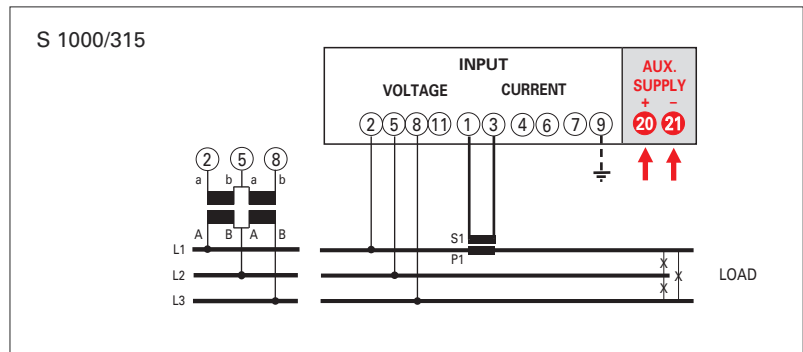 S 1000/315
INPUT
VOLTAGE CURRENT
AUX.
SUPPLY
+ −
2 5 8 11 1 3 4 6 7 9 20 21
2 5 8
a b a b
A B A B
S1
P1
L1
L2
L3
X
X
X
LOAD